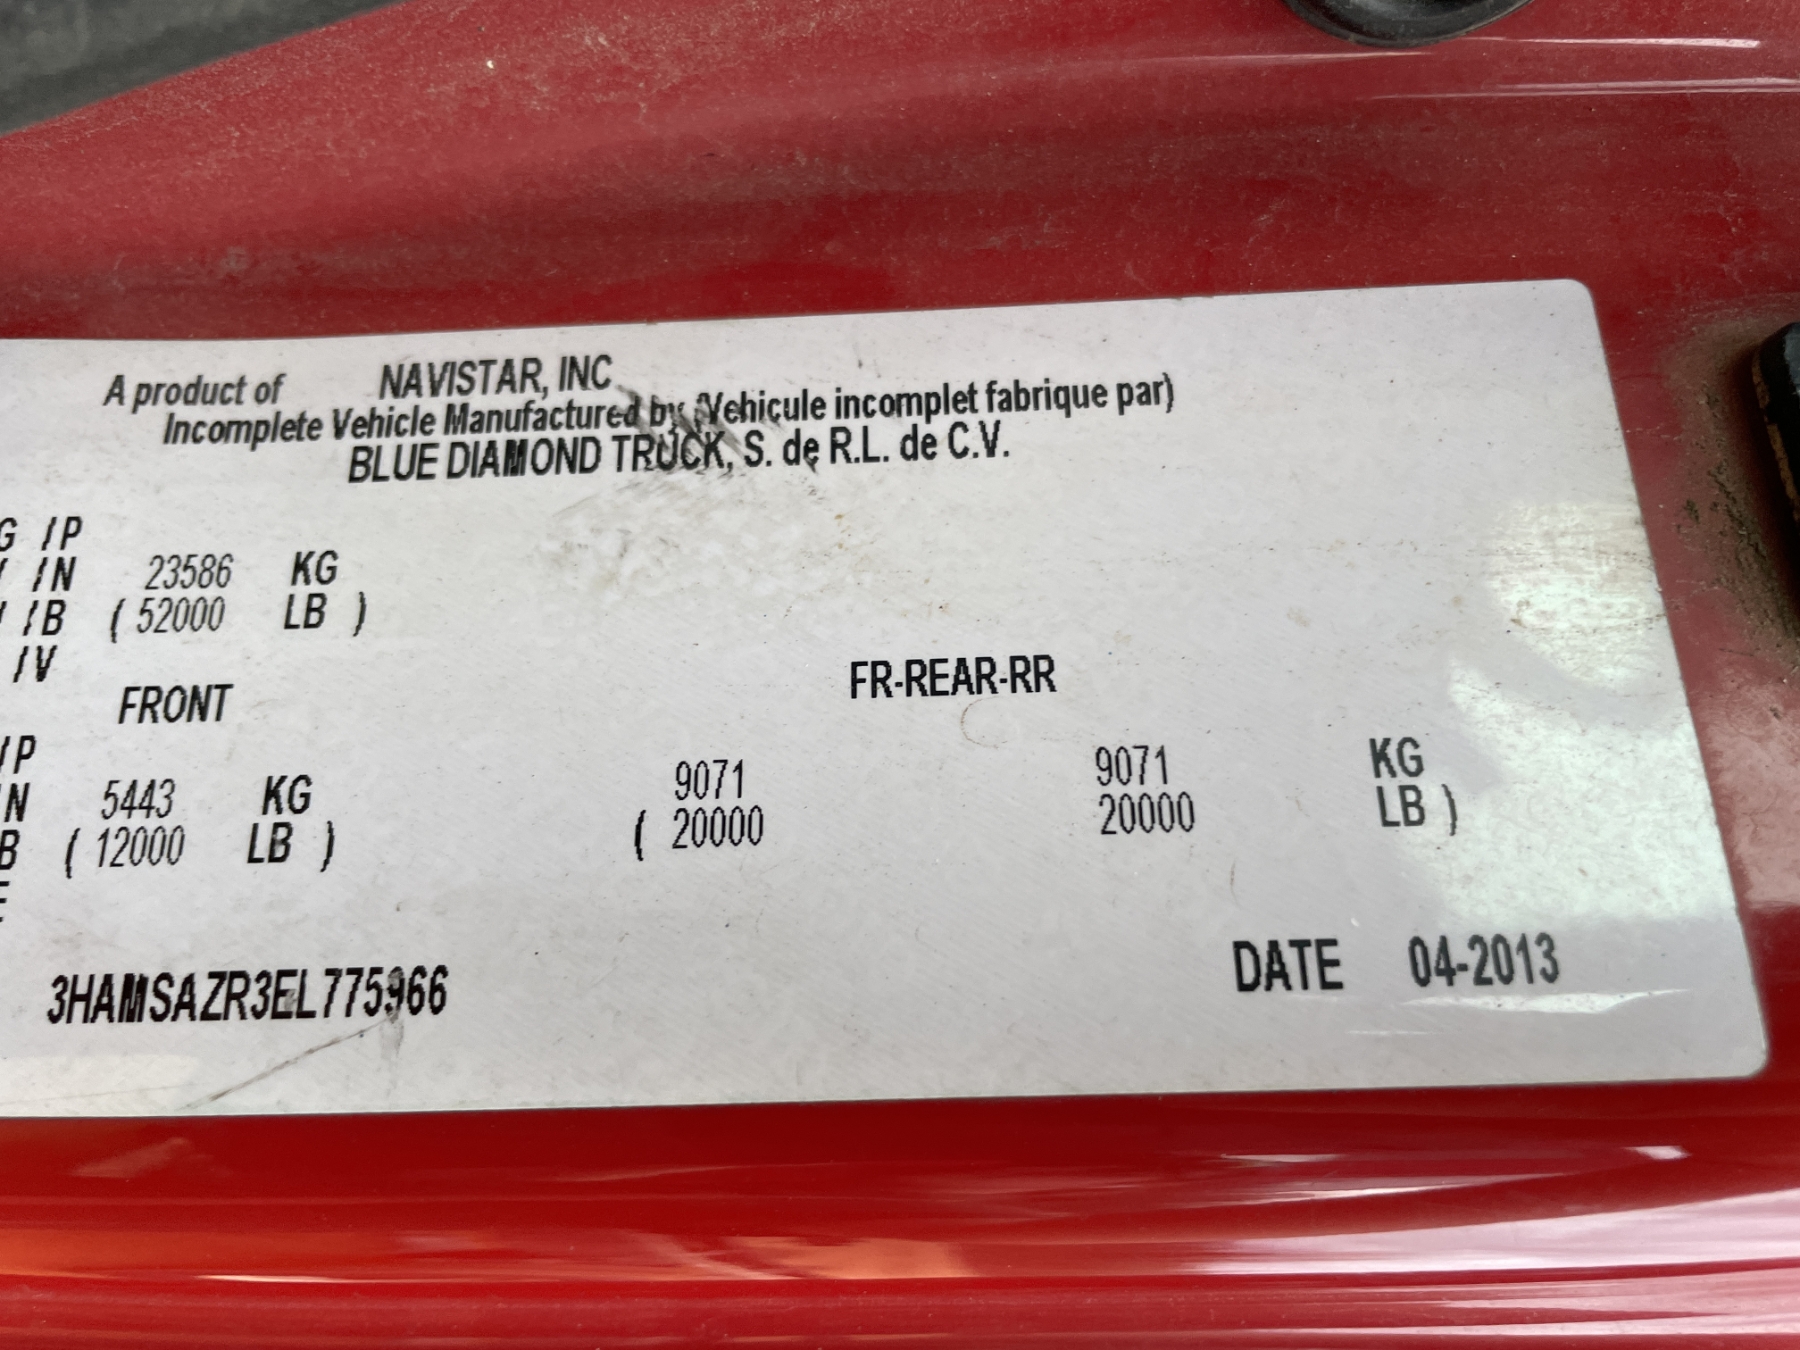 A product of NAVISTAR, INC
Incomplete Vehicle Manufactured by (Vehicule incomplet fabrique par)
BLUE DIAMOND TRUCK, S. de R.L. de C.V.
G / P
/ N 23586 KG
/ B ( 52000 LB )
/ V
FRONT FR-REAR-RR
/ P
N 5443 KG 9071 9071 KG
B ( 12000 LB ) ( 20000 20000 LB )
3HAMSAZR3EL775966 DATE 04-2013